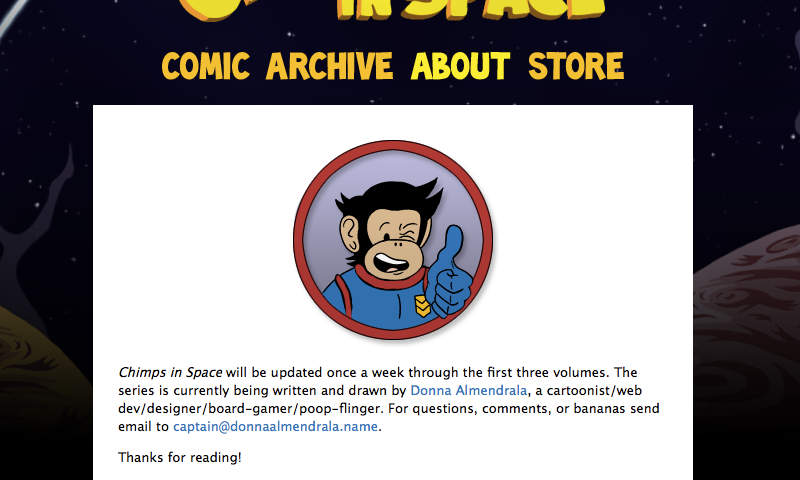 IN SPACE
COMIC ARCHIVE ABOUT STORE
Chimps in Space will be updated once a week through the first three volumes. The
series is currently being written and drawn by Donna Almendrala, a cartoonist/web
dev/designer/board-gamer/poop-flinger. For questions, comments, or bananas send
email to captain@donnaalmendrala.name.
Thanks for reading!